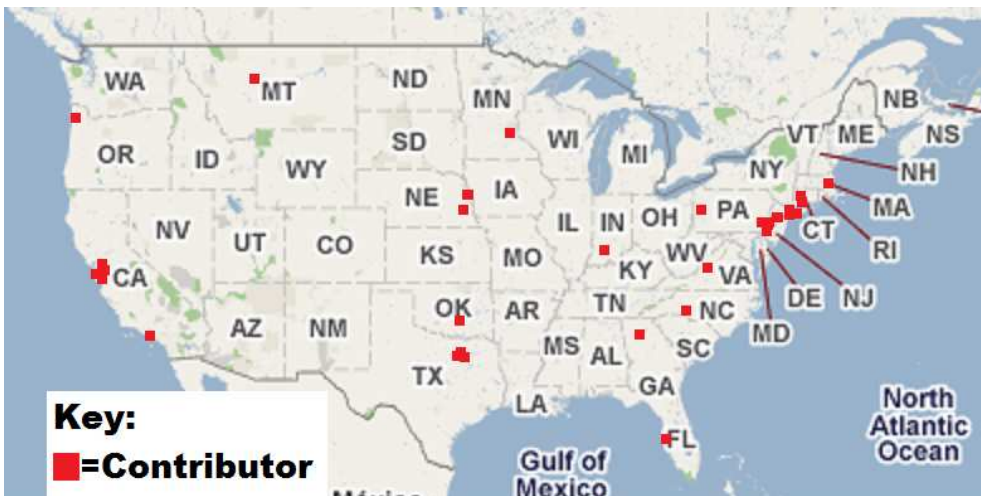 WA
MT
ND
MN
NB
VT
ME
NS
OR
ID
SD
WI
MI
NY
NH
WY
NE
IA
MA
NV
UT
CO
IL
IN
OH
PA
CT
RI
CA
KS
MO
KY
WV
VA
DE
NJ
AZ
NM
OK
AR
TN
NC
MD
TX
MS
AL
SC
GA
LA
FL
North
Atlantic
Ocean
Gulf of
Mexico
México
Key:
=Contributor